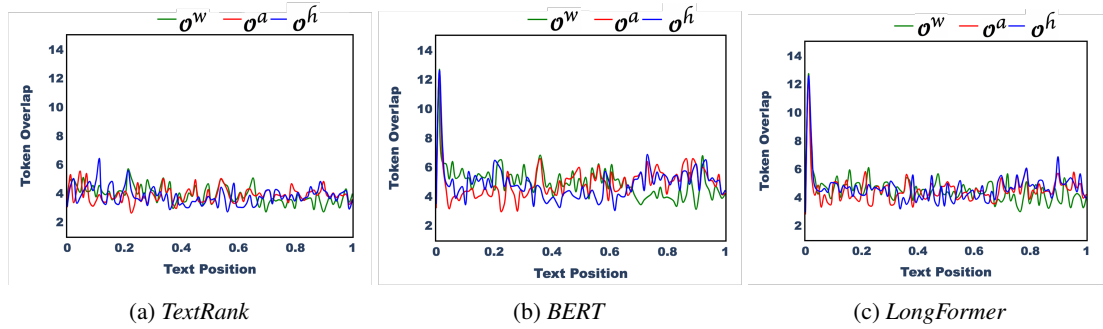 𝒪^w 𝒪^a 𝒪^h
14
12
10
8
6
4
2
Token Overlap
0 0.2 0.4 0.6 0.8 1
Text Position
(a) TextRank
𝒪^w 𝒪^a 𝒪^h
14
12
10
8
6
4
2
Token Overlap
0 0.2 0.4 0.6 0.8 1
Text Position
(b) BERT
𝒪^w 𝒪^a 𝒪^h
14
12
10
8
6
4
2
Token Overlap
0 0.2 0.4 0.6 0.8 1
Text Position
(c) LongFormer